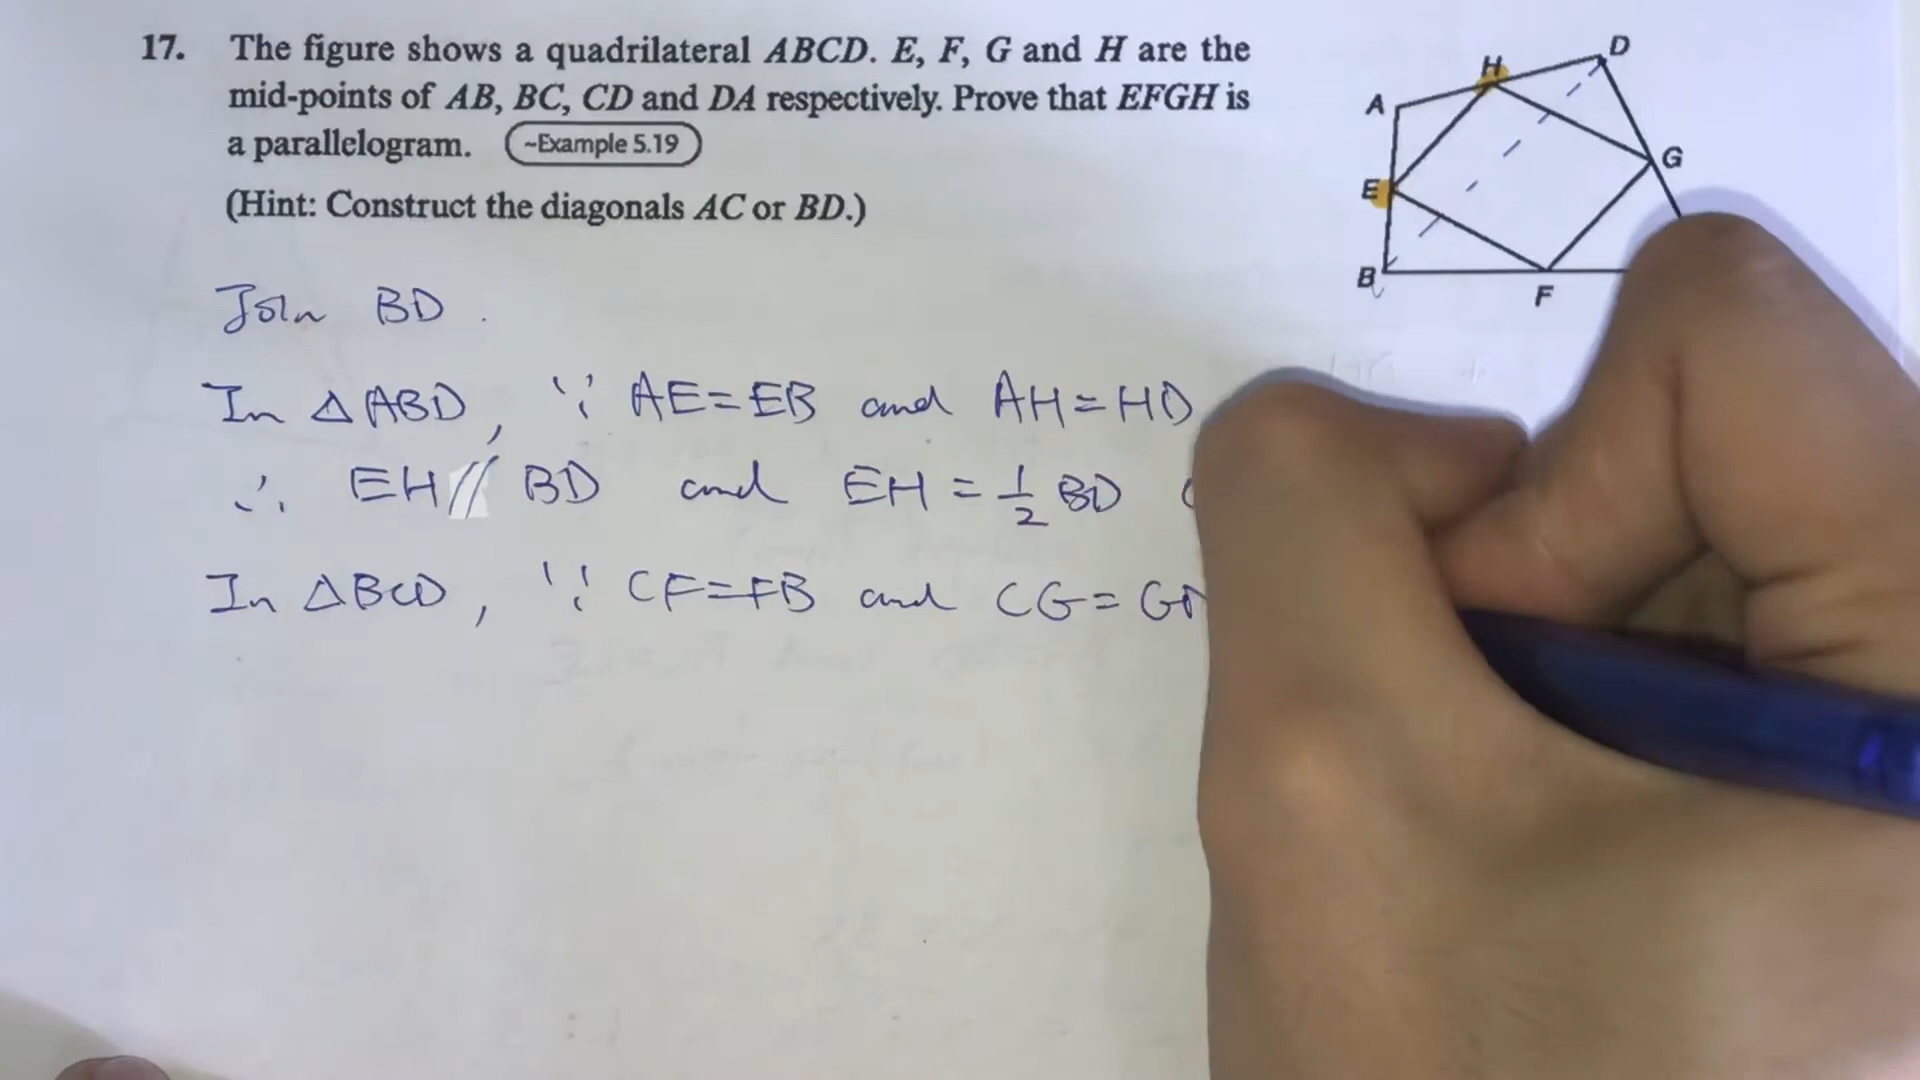 17. The figure shows a quadrilateral ABCD. E, F, G and H are the
mid-points of AB, BC, CD and DA respectively. Prove that EFGH is
a parallelogram. ~Example 5.19
(Hint: Construct the diagonals AC or BD.)
D
H
A
G
E
B
F
Join BD.
In △ABD, ∵ AE=EB and AH=HD
∴ EH // BD and EH = 1/2 BD
In △BCD, ∵ CF=FB and CG=GD